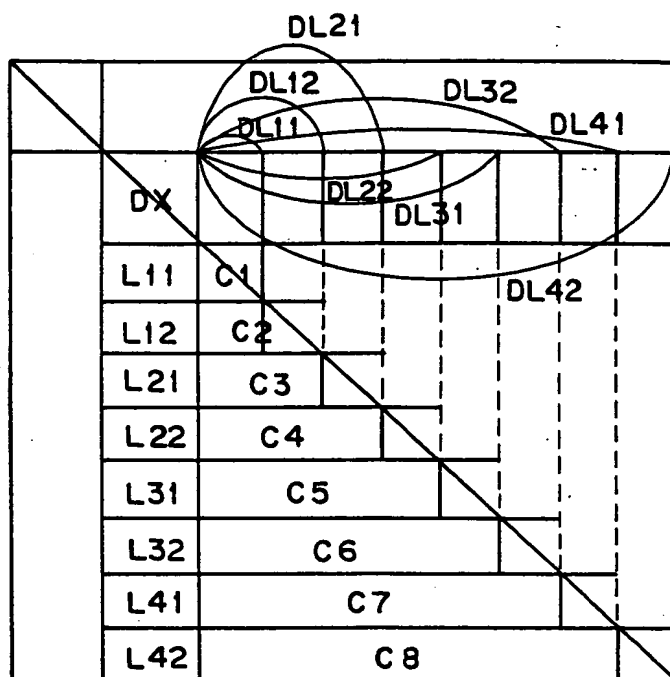 DL21
DL12 DL32
DL11 DL41
DX DL22
DL31
L11 C1 DL42
L12 C2
L21 C3
L22 C4
L31 C5
L32 C6
L41 C7
L42 C8